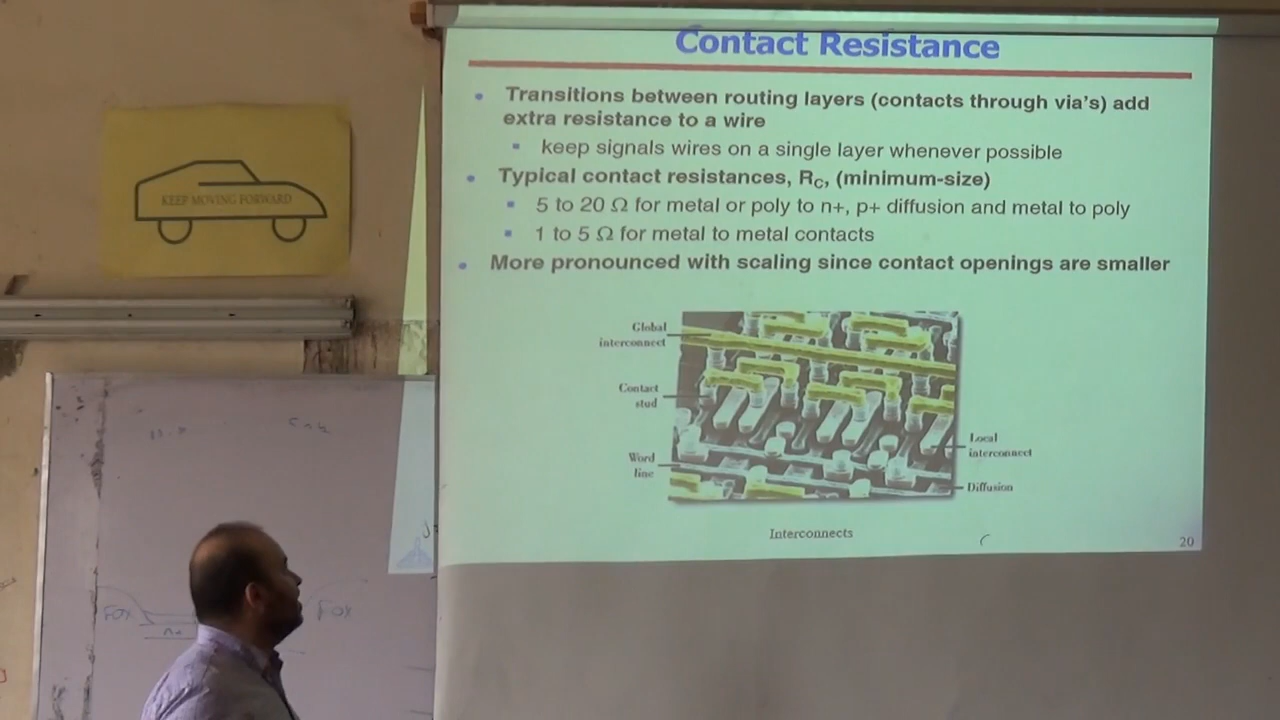 Contact Resistance
Transitions between routing layers (contacts through via's) add
extra resistance to a wire
keep signals wires on a single layer whenever possible
Typical contact resistances, RC, (minimum-size)
5 to 20 Ω for metal or poly to n+, p+ diffusion and metal to poly
1 to 5 Ω for metal to metal contacts
More pronounced with scaling since contact openings are smaller
Global
interconnect
Contact
stud
Word
line
Local
interconnect
Diffusion
Interconnects
20
KEEP MOVING FORWARD
FOX
FOX